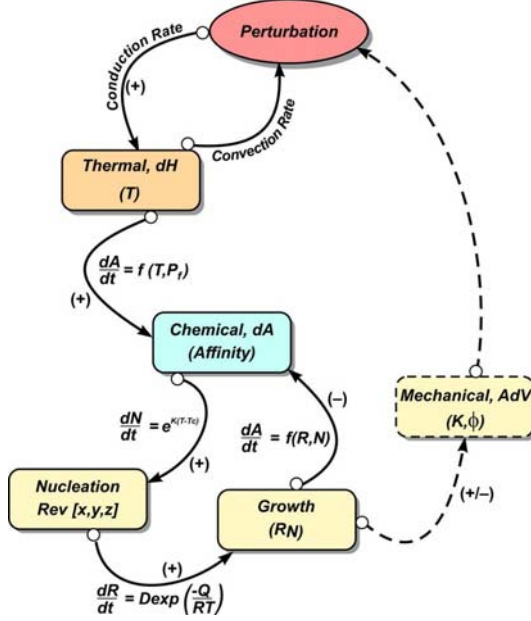 Perturbation
Conduction Rate
(+)
Convection Rate
Thermal, dH
(T)
dA/dt = f (T,Pf)
(+)
Chemical, dA
(Affinity)
(–)
Mechanical, AdV
(K,ϕ)
dN/dt = e^K(T-Tc)
dA/dt = f(R,N)
(+)
Nucleation
Rev [x,y,z]
Growth
(RN)
(+/–)
(+)
dR/dt = Dexp (-Q/RT)